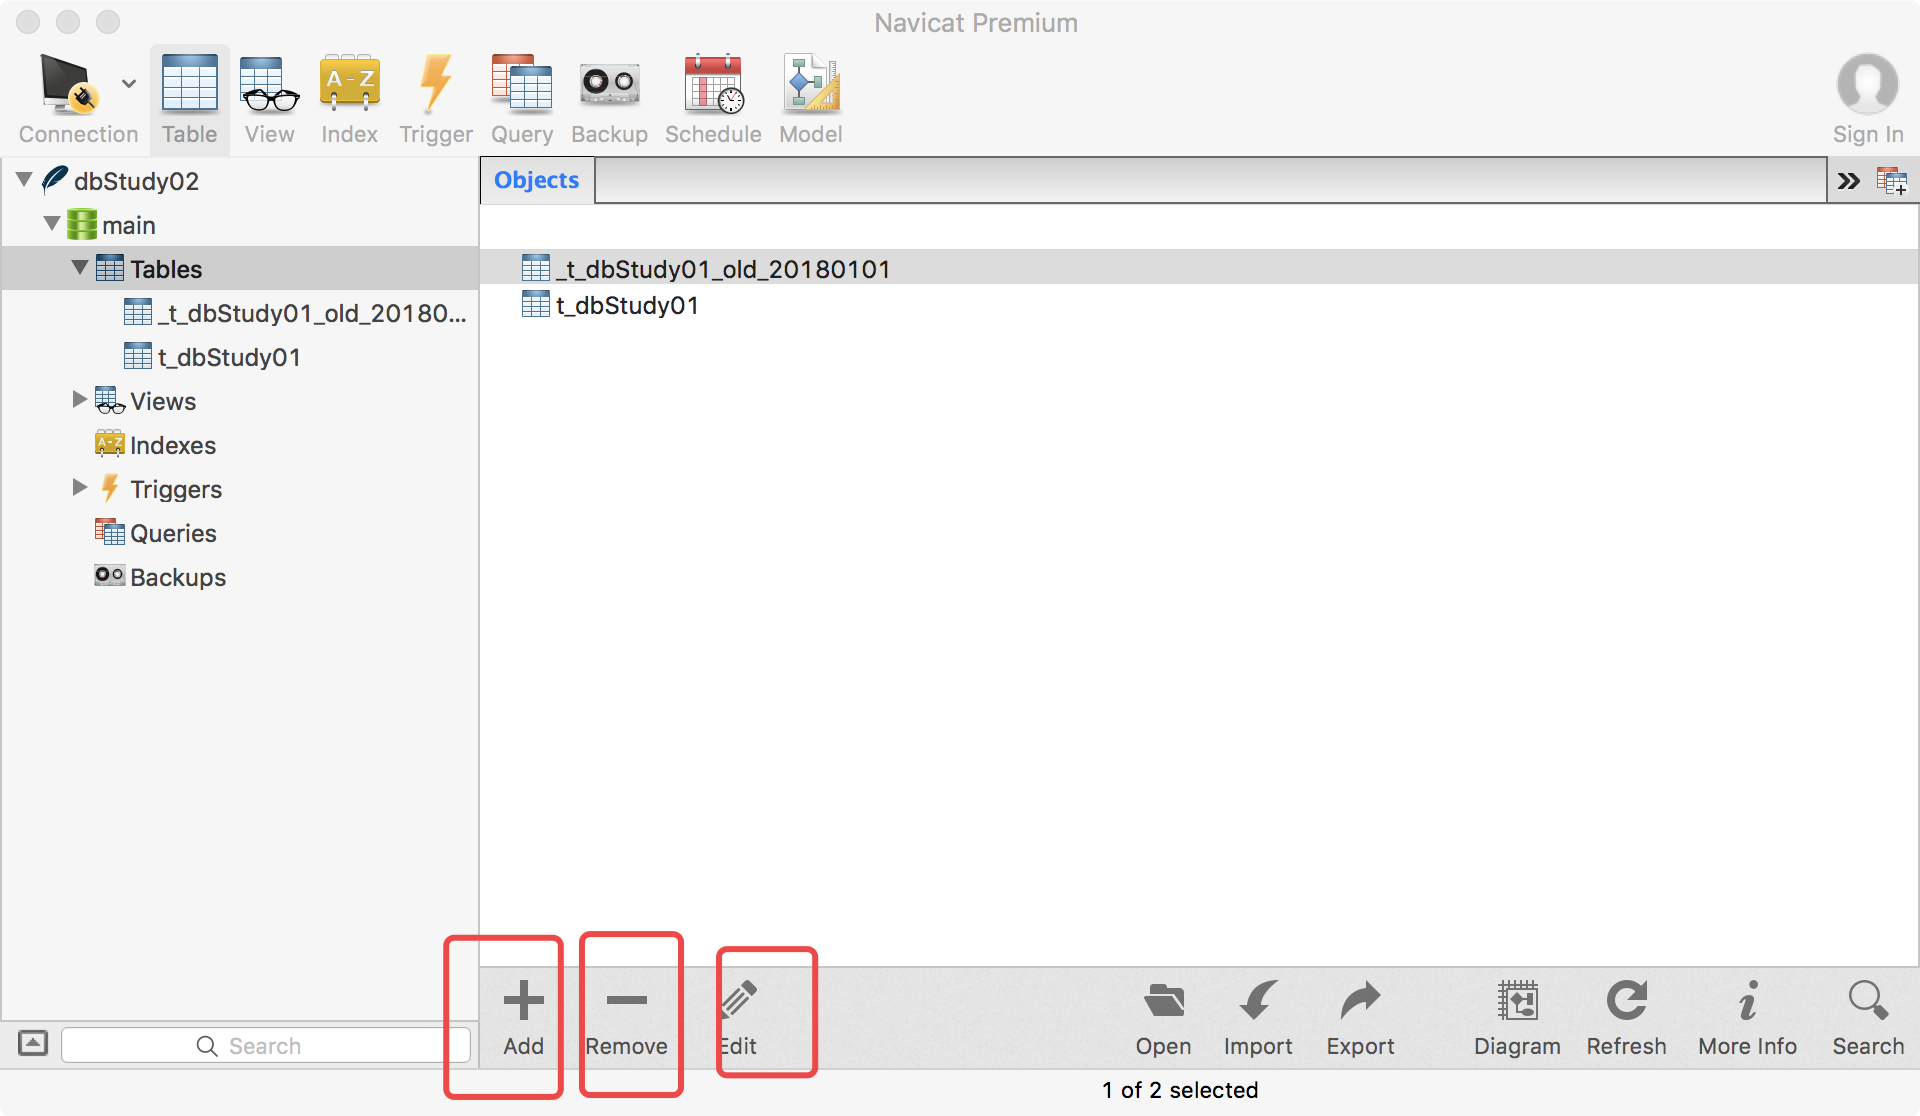 Navicat Premium
Connection
Table
View
A-Z
Index
Trigger
Query
Backup
Schedule
Model
Sign In
dbStudy02
main
Tables
_t_dbStudy01_old_20180...
t_dbStudy01
Views
A-Z
Indexes
Triggers
Queries
Backups
Search
Objects
_t_dbStudy01_old_20180101
t_dbStudy01
Add
Remove
Edit
Open
Import
Export
Diagram
Refresh
More Info
Search
1 of 2 selected